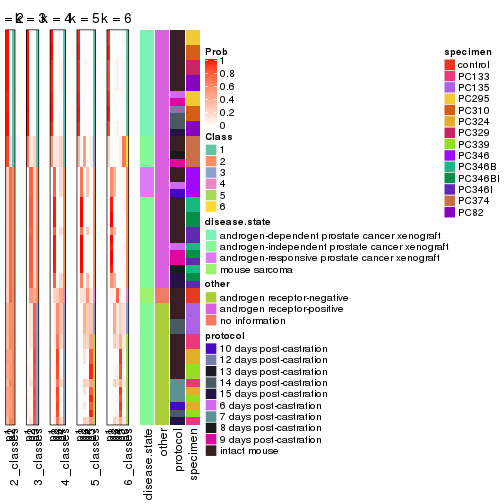 k = 2 k = 3 k = 4 k = 5 k = 6
Prob
1
0.8
0.6
0.4
0.2
0
Class
1
2
3
4
5
6
disease.state
androgen-dependent prostate cancer xenograft
androgen-independent prostate cancer xenograft
androgen-responsive prostate cancer xenograft
mouse sarcoma
other
androgen receptor-negative
androgen receptor-positive
no information
protocol
10 days post-castration
12 days post-castration
13 days post-castration
14 days post-castration
15 days post-castration
6 days post-castration
7 days post-castration
8 days post-castration
9 days post-castration
intact mouse
specimen
control
PC133
PC135
PC295
PC310
PC324
PC329
PC339
PC346
PC346B
PC346BI
PC346I
PC374
PC82
2_classes
3_classes
4_classes
5_classes
6_classes
disease.state
other
protocol
specimen